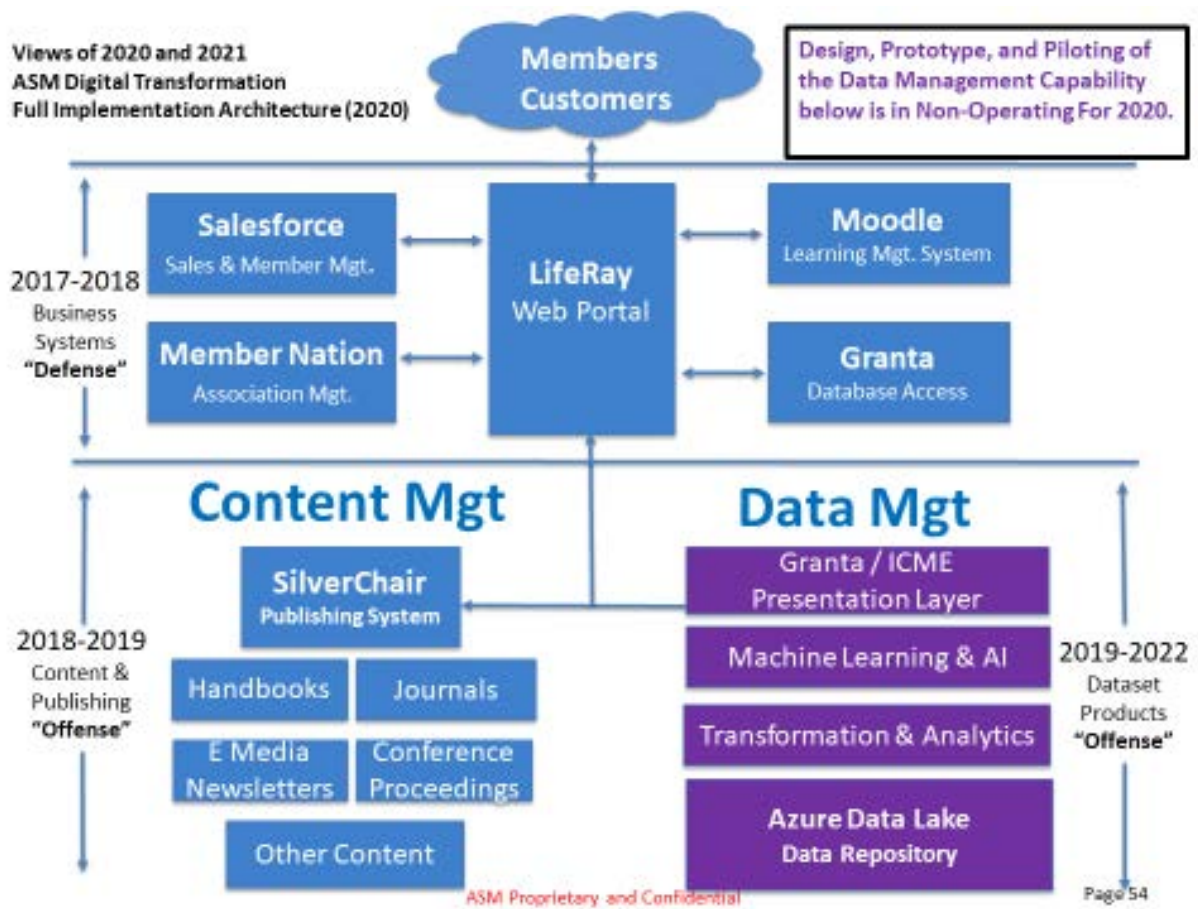 Views of 2020 and 2021
ASM Digital Transformation
Full Implementation Architecture (2020)
Members
Customers
Design, Prototype, and Piloting of
the Data Management Capability
below is in Non-Operating For 2020.
2017-2018
Business
Systems
“Defense”
Salesforce
Sales & Member Mgt.
Member Nation
Association Mgt.
LifeRay
Web Portal
Moodle
Learning Mgt. System
Granta
Database Access
Content Mgt
Data Mgt
2018-2019
Content &
Publishing
“Offense”
SilverChair
Publishing System
Handbooks
Journals
E Media
Newsletters
Conference
Proceedings
Other Content
Granta / ICME
Presentation Layer
Machine Learning & AI
Transformation & Analytics
Azure Data Lake
Data Repository
2019-2022
Dataset
Products
“Offense”
ASM Proprietary and Confidential
Page 54